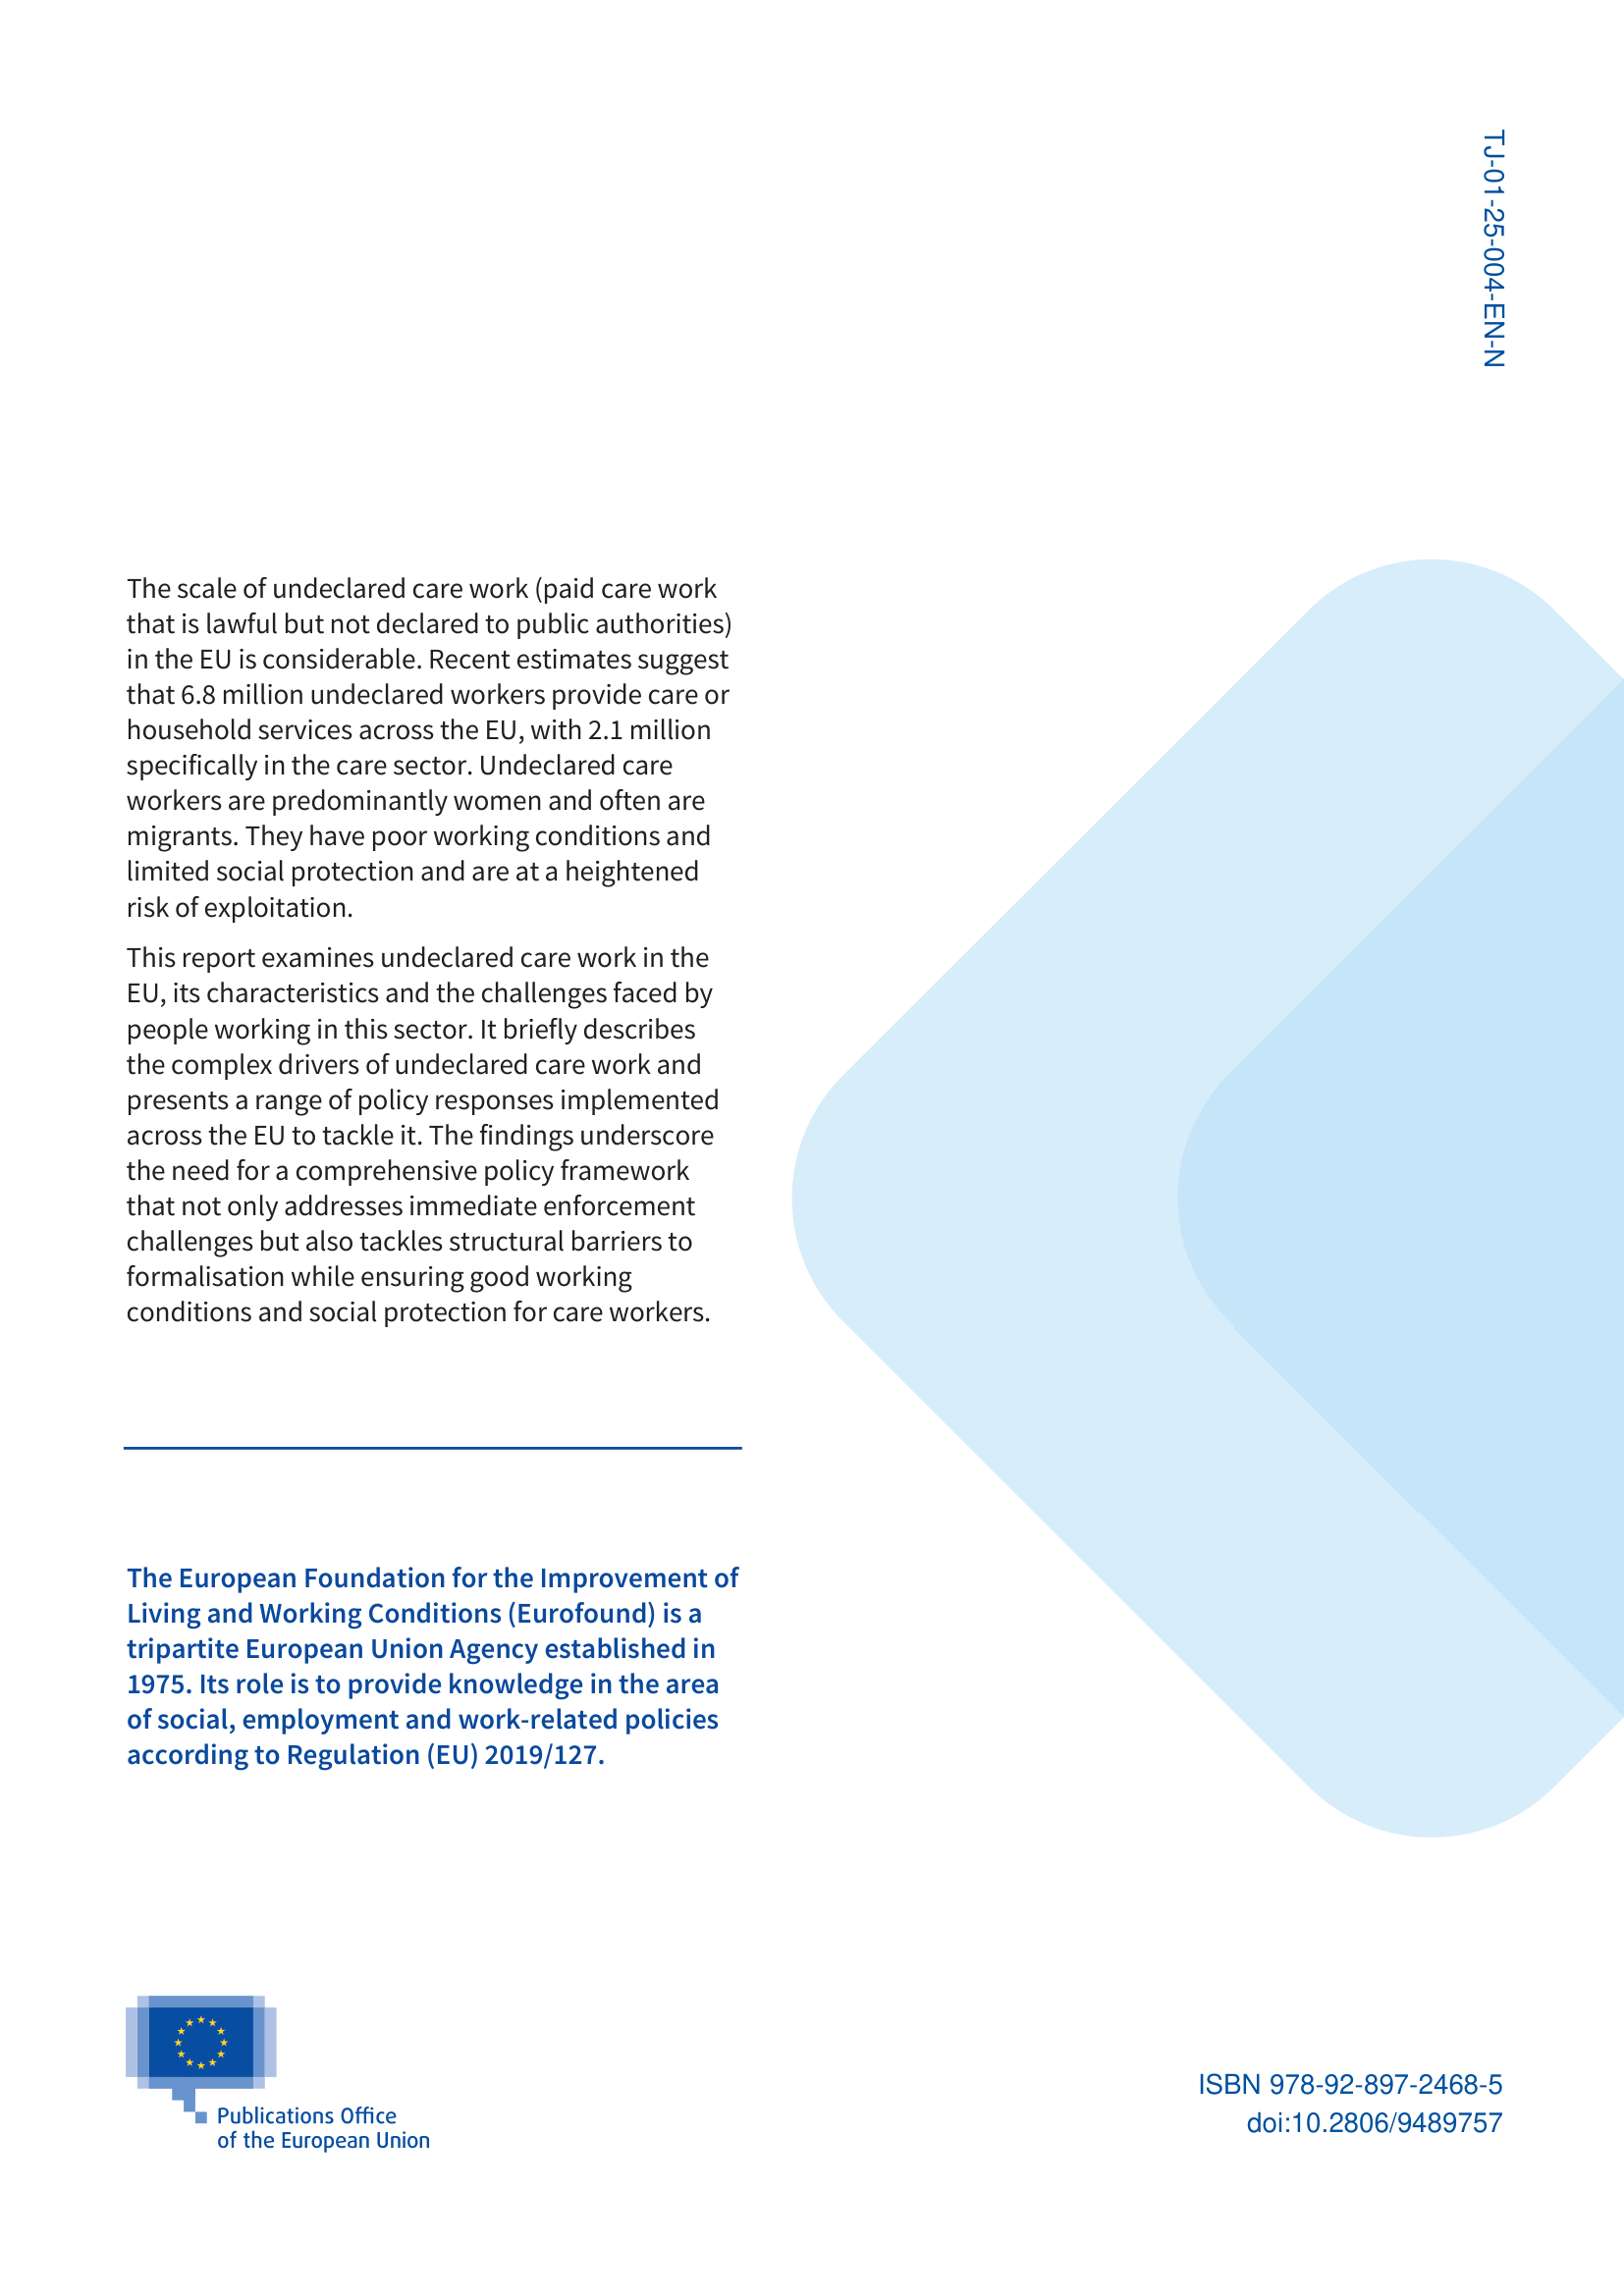 TJ-01-25-004-EN-N
The scale of undeclared care work (paid care work
that is lawful but not declared to public authorities)
in the EU is considerable. Recent estimates suggest
that 6.8 million undeclared workers provide care or
household services across the EU, with 2.1 million
specifically in the care sector. Undeclared care
workers are predominantly women and often are
migrants. They have poor working conditions and
limited social protection and are at a heightened
risk of exploitation.
This report examines undeclared care work in the
EU, its characteristics and the challenges faced by
people working in this sector. It briefly describes
the complex drivers of undeclared care work and
presents a range of policy responses implemented
across the EU to tackle it. The findings underscore
the need for a comprehensive policy framework
that not only addresses immediate enforcement
challenges but also tackles structural barriers to
formalisation while ensuring good working
conditions and social protection for care workers.
The European Foundation for the Improvement of
Living and Working Conditions (Eurofound) is a
tripartite European Union Agency established in
1975. Its role is to provide knowledge in the area
of social, employment and work-related policies
according to Regulation (EU) 2019/127.
Publications Office
of the European Union
ISBN 978-92-897-2468-5
doi:10.2806/9489757